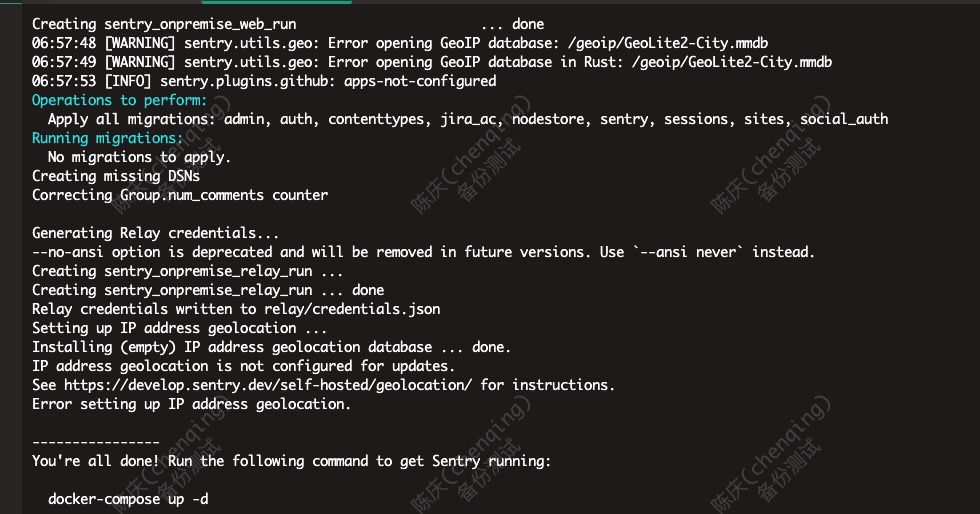 Creating sentry_onpremise_web_run                       ... done
06:57:48 [WARNING] sentry.utils.geo: Error opening GeoIP database: /geoip/GeoLite2-City.mmdb
06:57:49 [WARNING] sentry.utils.geo: Error opening GeoIP database in Rust: /geoip/GeoLite2-City.mmdb
06:57:53 [INFO] sentry.plugins.github: apps-not-configured
Operations to perform:
  Apply all migrations: admin, auth, contenttypes, jira_ac, nodestore, sentry, sessions, sites, social_auth
Running migrations:
  No migrations to apply.
Creating missing DSNs
Correcting Group.num_comments counter
陈庆(chenqing)
备份测试
陈庆(chenqing)
备份测试
陈庆(chenqing)
备份测试
Generating Relay credentials...
--no-ansi option is deprecated and will be removed in future versions. Use `--ansi never` instead.
Creating sentry_onpremise_relay_run ...
Creating sentry_onpremise_relay_run ... done
Relay credentials written to relay/credentials.json
Setting up IP address geolocation ...
Installing (empty) IP address geolocation database ... done.
IP address geolocation is not configured for updates.
See https://develop.sentry.dev/self-hosted/geolocation/ for instructions.
Error setting up IP address geolocation.
----------------
You're all done! Run the following command to get Sentry running:
  docker-compose up -d
陈庆(chenqing)
备份测试
陈庆(chenqing)
备份测试
陈庆(chenqing)
备份测试